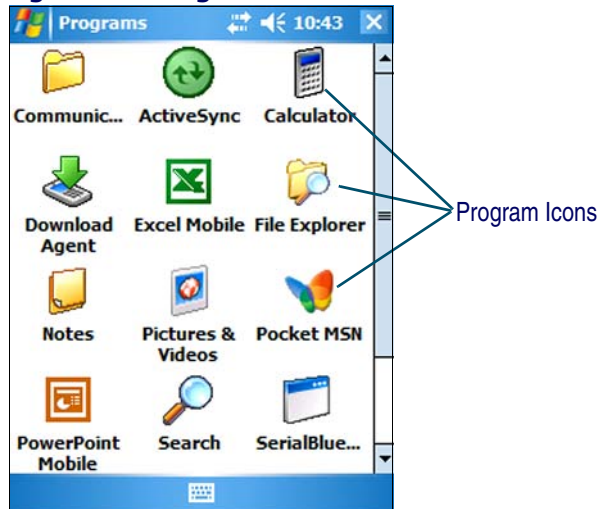 Programs 10:43
Communic... ActiveSync Calculator
Download Agent Excel Mobile File Explorer
Program Icons
Notes Pictures & Videos Pocket MSN
PowerPoint Mobile Search SerialBlue...